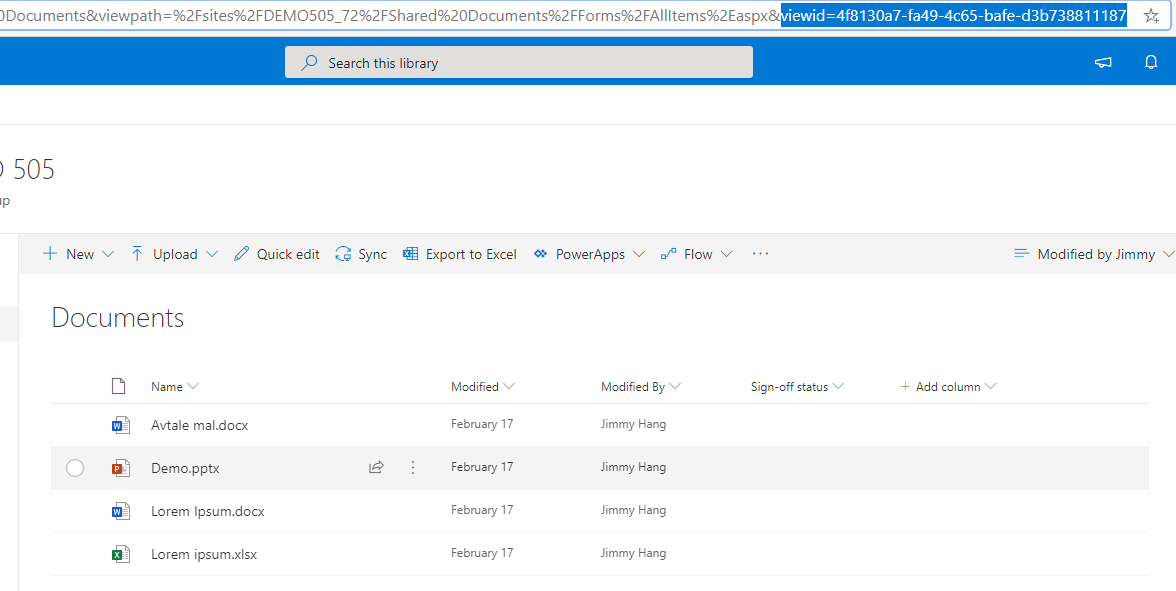 0Documents&viewpath=%2Fsites%2FDEMO505_72%2FShared%20Documents%2FForms%2FAllItems%2Easpx&viewid=4f8130a7-fa49-4c65-bafe-d3b738811187
Search this library
505
up
New Upload Quick edit Sync Export to Excel PowerApps Flow ··· Modified by Jimmy
Documents
Name Modified Modified By Sign-off status + Add column
Avtale mal.docx February 17 Jimmy Hang
Demo.pptx February 17 Jimmy Hang
Lorem Ipsum.docx February 17 Jimmy Hang
Lorem ipsum.xlsx February 17 Jimmy Hang